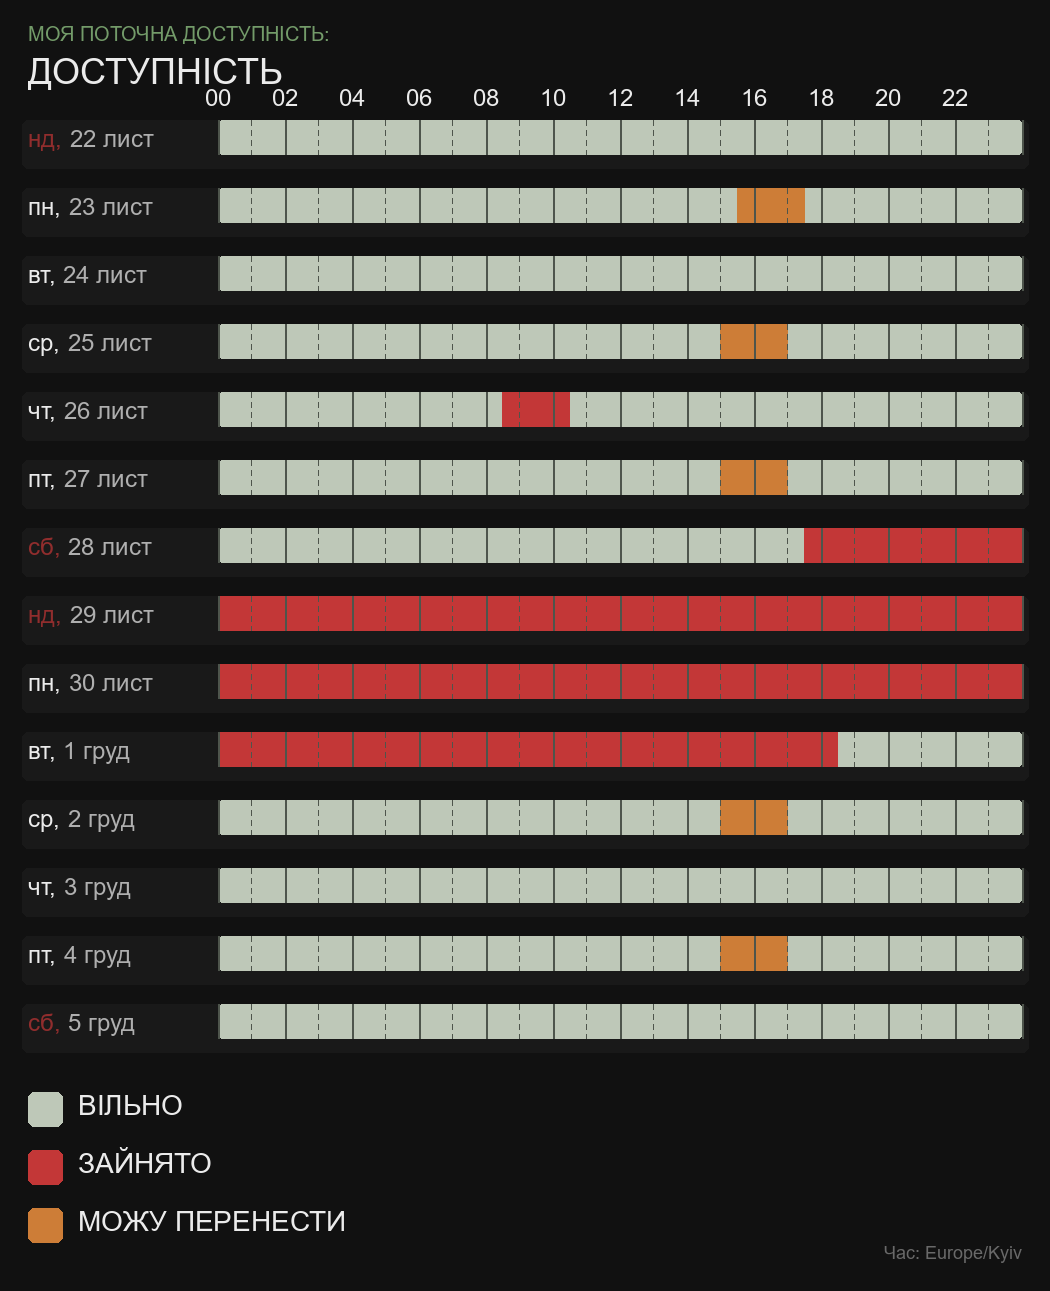 МОЯ ПОТОЧНА ДОСТУПНІСТЬ:
ДОСТУПНІСТЬ
00 02 04 06 08 10 12 14 16 18 20 22
нд, 22 лист
пн, 23 лист
вт, 24 лист
ср, 25 лист
чт, 26 лист
пт, 27 лист
сб, 28 лист
нд, 29 лист
пн, 30 лист
вт, 1 груд
ср, 2 груд
чт, 3 груд
пт, 4 груд
сб, 5 груд
ВІЛЬНО
ЗАЙНЯТО
МОЖУ ПЕРЕНЕСТИ
Час: Europe/Kyiv